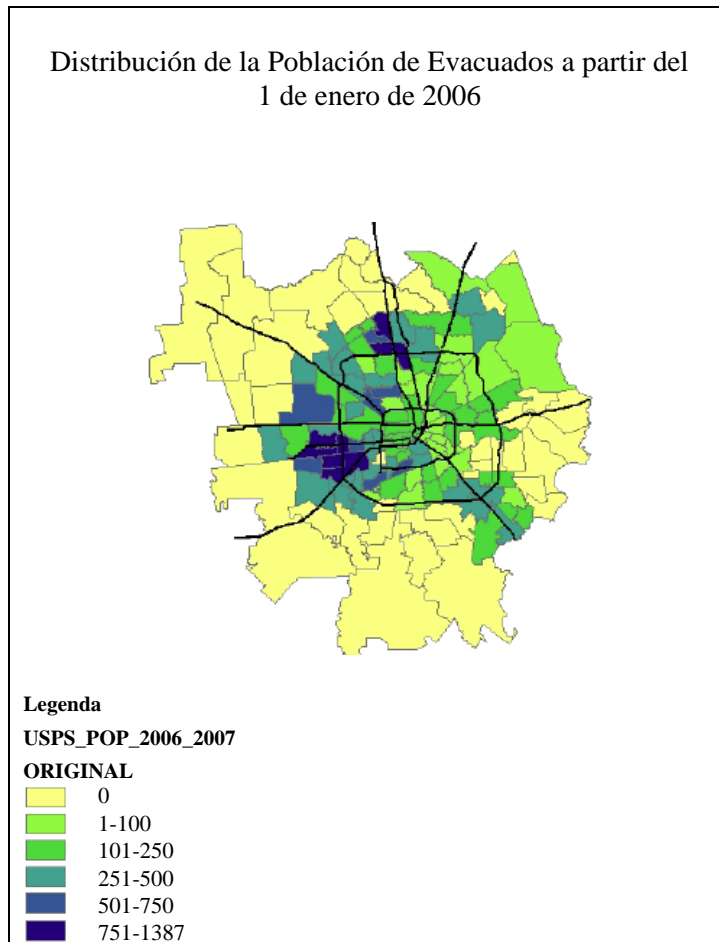 Distribución de la Población de Evacuados a partir del
1 de enero de 2006
Legenda
USPS_POP_2006_2007
ORIGINAL
0
1-100
101-250
251-500
501-750
751-1387